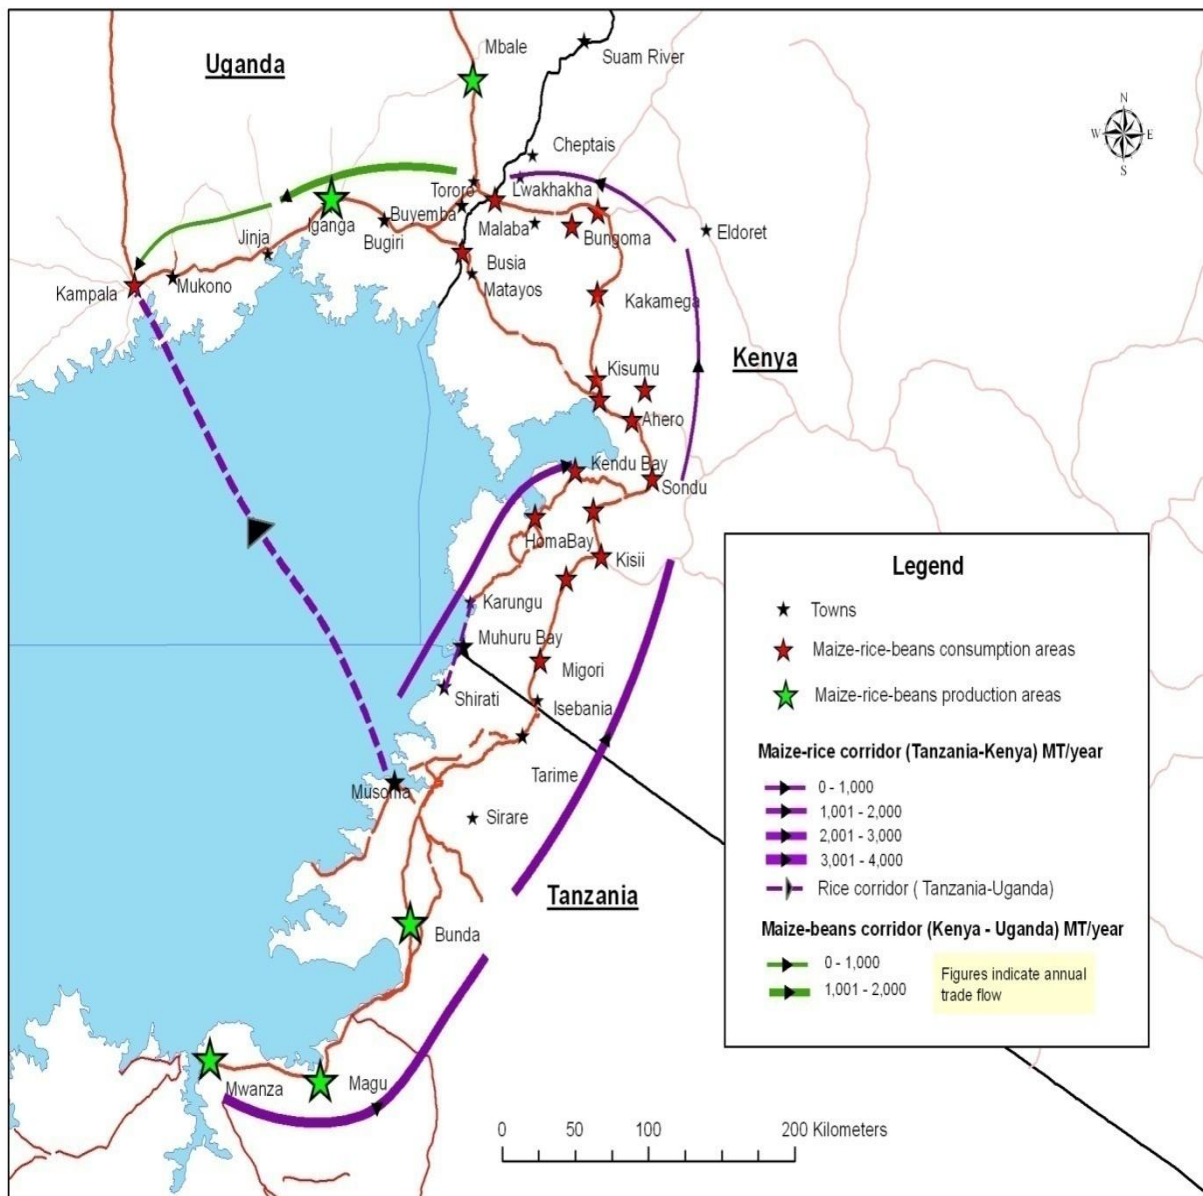 Mbale
Suam River
Uganda
N
W E
S
Cheptais
Tororo
Lwakhakha
Iganga
Buyemba
Malaba
Bungoma
Eldoret
Jinja
Bugiri
Busia
Kampala
Mukono
Matayos
Kakamega
Kenya
Kisumu
Ahero
Kendu Bay
Sondu
HomaBay
Kisii
Karungu
Muhuru Bay
Migori
Shirati
Isebania
Tarime
Musoma
Sirare
Tanzania
Bunda
Mwanza
Magu
Legend
Towns
Maize-rice-beans consumption areas
Maize-rice-beans production areas
Maize-rice corridor (Tanzania-Kenya) MT/year
0 - 1,000
1,001 - 2,000
2,001 - 3,000
3,001 - 4,000
Rice corridor ( Tanzania-Uganda)
Maize-beans corridor (Kenya - Uganda) MT/year
0 - 1,000
1,001 - 2,000
Figures indicate annual
trade flow
0 50 100 200 Kilometers